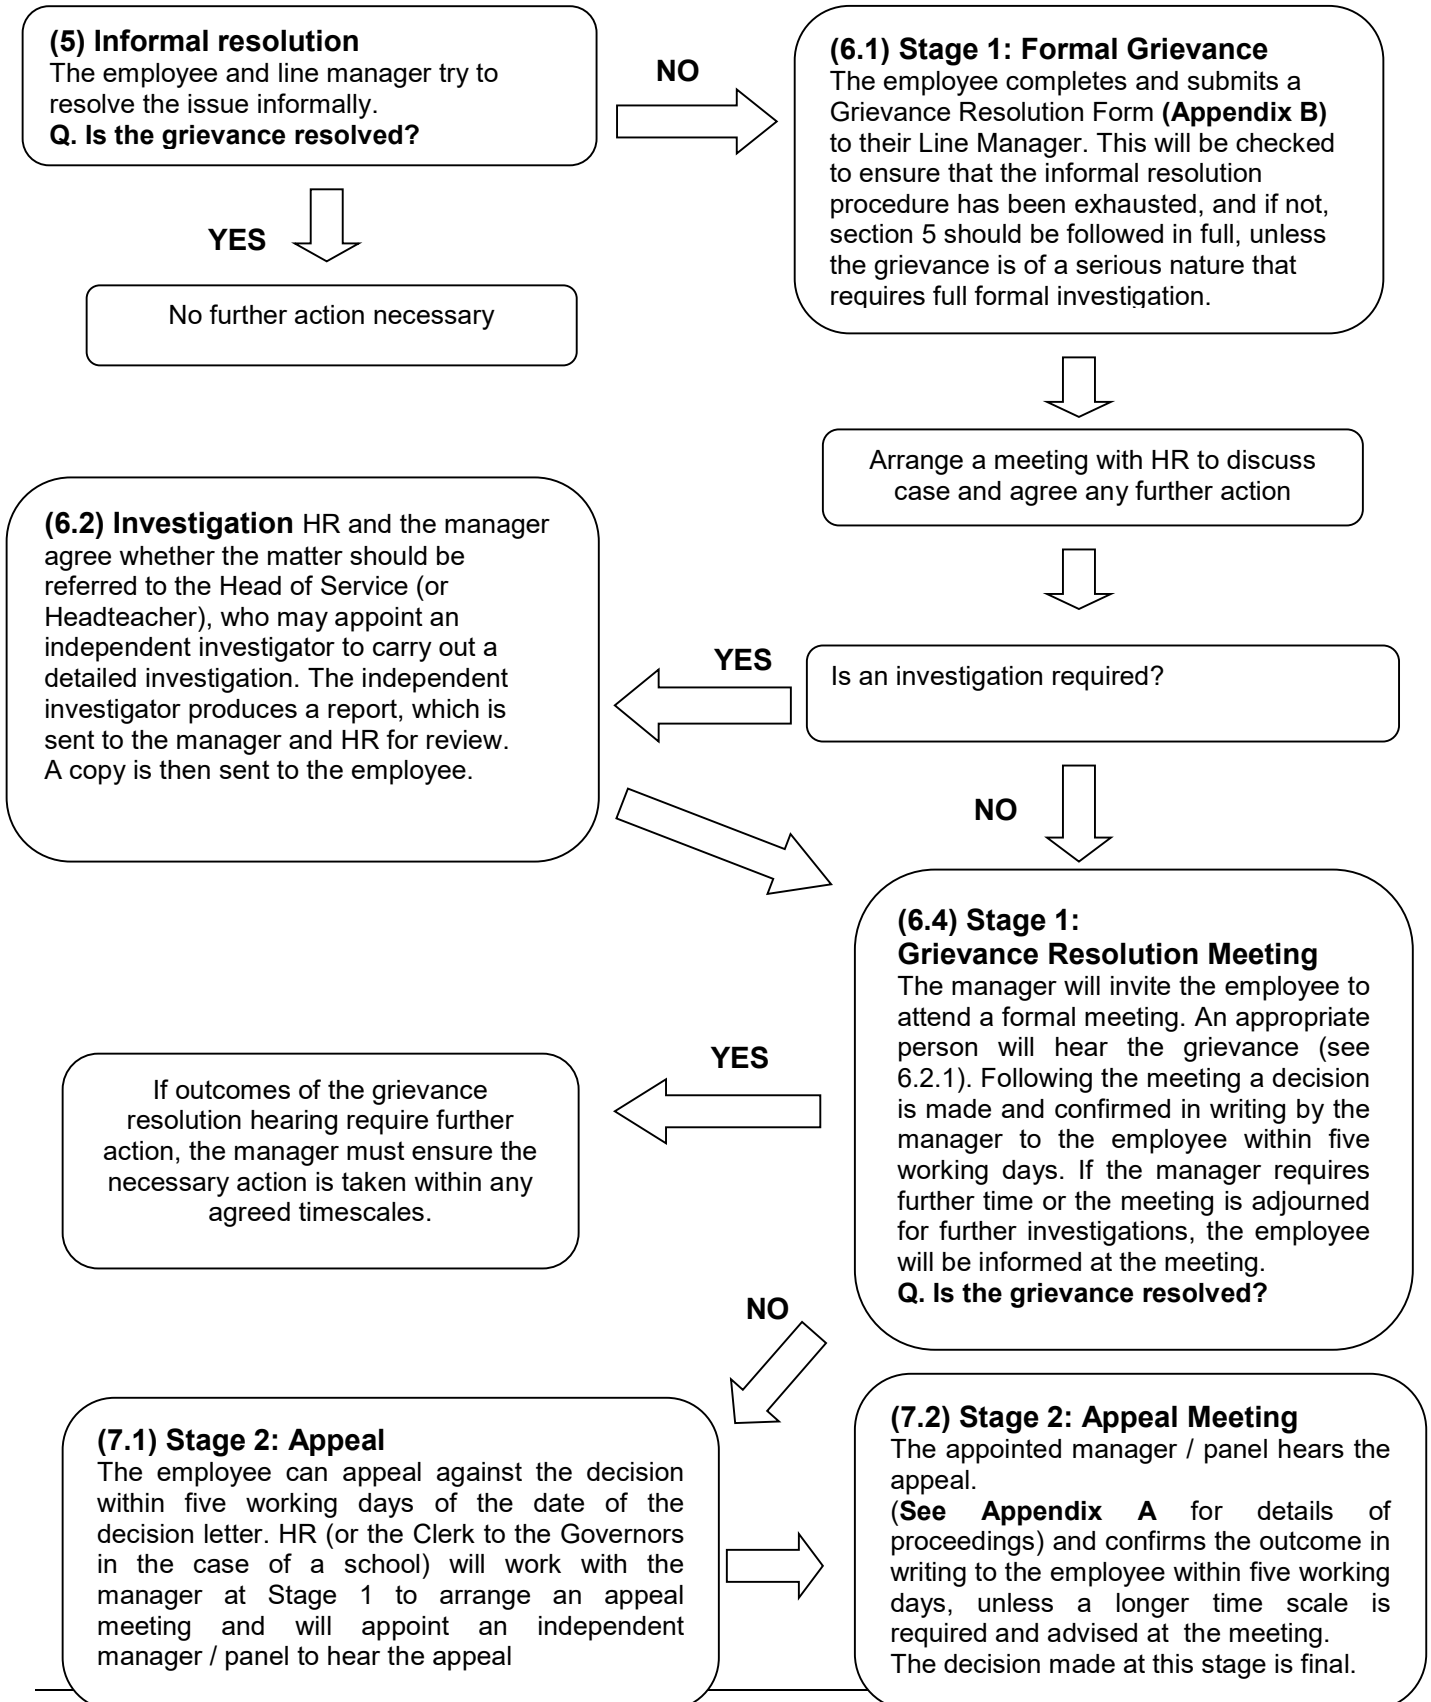 (5) Informal resolution
The employee and line manager try to
resolve the issue informally.
Q. Is the grievance resolved?
NO
(6.1) Stage 1: Formal Grievance
The employee completes and submits a
Grievance Resolution Form (Appendix B)
to their Line Manager. This will be checked
to ensure that the informal resolution
procedure has been exhausted, and if not,
section 5 should be followed in full, unless
the grievance is of a serious nature that
requires full formal investigation.
YES
No further action necessary
Arrange a meeting with HR to discuss
case and agree any further action
(6.2) Investigation HR and the manager
agree whether the matter should be
referred to the Head of Service (or
Headteacher), who may appoint an
independent investigator to carry out a
detailed investigation. The independent
investigator produces a report, which is
sent to the manager and HR for review.
A copy is then sent to the employee.
YES
Is an investigation required?
NO
(6.4) Stage 1:
Grievance Resolution Meeting
The manager will invite the employee to
attend a formal meeting. An appropriate
person will hear the grievance (see
6.2.1). Following the meeting a decision
is made and confirmed in writing by the
manager to the employee within five
working days. If the manager requires
further time or the meeting is adjourned
for further investigations, the employee
will be informed at the meeting.
Q. Is the grievance resolved?
YES
If outcomes of the grievance
resolution hearing require further
action, the manager must ensure the
necessary action is taken within any
agreed timescales.
NO
(7.1) Stage 2: Appeal
The employee can appeal against the decision
within five working days of the date of the
decision letter. HR (or the Clerk to the Governors
in the case of a school) will work with the
manager at Stage 1 to arrange an appeal
meeting and will appoint an independent
manager / panel to hear the appeal
(7.2) Stage 2: Appeal Meeting
The appointed manager / panel hears the
appeal.
(See Appendix A for details of
proceedings) and confirms the outcome in
writing to the employee within five working
days, unless a longer time scale is
required and advised at the meeting.
The decision made at this stage is final.